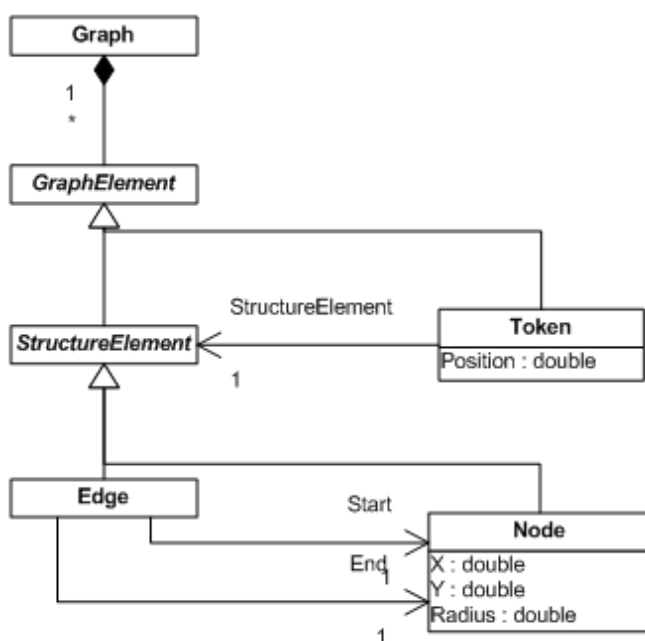 Graph
1
*
GraphElement
StructureElement
StructureElement
Token
Position : double
1
Edge
Start
Node
End
X : double
1
Y : double
Radius : double
1